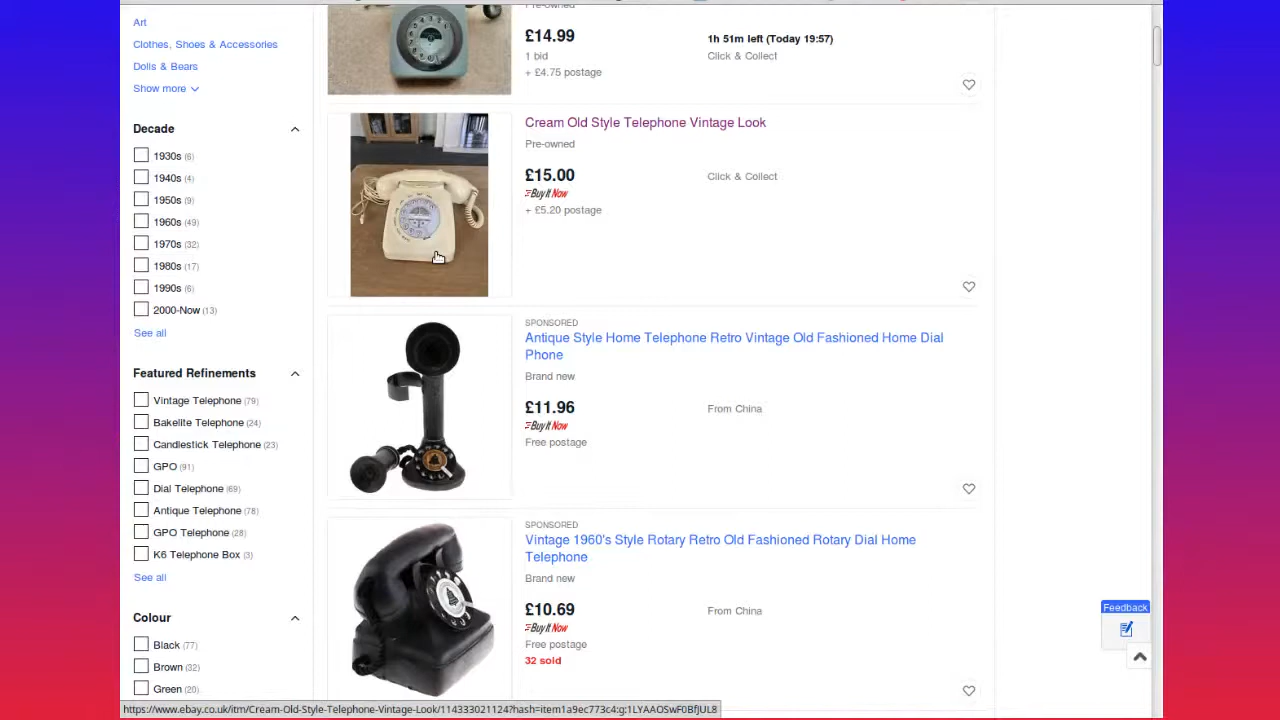 Art
Clothes, Shoes & Accessories
Dolls & Bears
Show more
Decade
1930s (6)
1940s (4)
1950s (9)
1960s (49)
1970s (32)
1980s (17)
1990s (6)
2000-Now (13)
See all
Featured Refinements
Vintage Telephone (79)
Bakelite Telephone (24)
Candlestick Telephone (23)
GPO (91)
Dial Telephone (69)
Antique Telephone (78)
GPO Telephone (28)
K6 Telephone Box (3)
See all
Colour
Black (77)
Brown (32)
Green (20)
Pre-owned
£14.99
1 bid
+ £4.75 postage
1h 51m left (Today 19:57)
Click & Collect
Cream Old Style Telephone Vintage Look
Pre-owned
£15.00
Buy It Now
+ £5.20 postage
Click & Collect
SPONSORED
Antique Style Home Telephone Retro Vintage Old Fashioned Home Dial
Phone
Brand new
£11.96
Buy It Now
Free postage
From China
SPONSORED
Vintage 1960's Style Rotary Retro Old Fashioned Rotary Dial Home
Telephone
Brand new
£10.69
Buy It Now
Free postage
32 sold
From China
Feedback
https://www.ebay.co.uk/itm/Cream-Old-Style-Telephone-Vintage-Look/114333021124?hash=item1a9ec773c4:g:1LYAAOSwF0BfJUL8